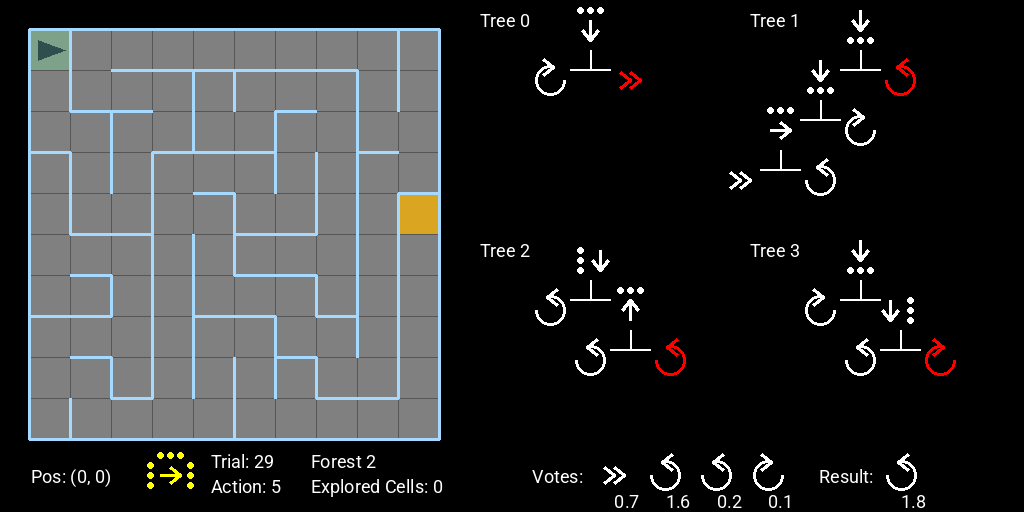 Tree 0
Tree 1
Tree 2
Tree 3
Pos: (0, 0)
Trial: 29
Forest 2
Action: 5
Explored Cells: 0
Votes:
0.7
1.6
0.2
0.1
Result:
1.8